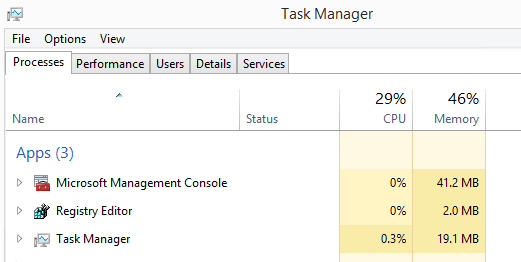 Task Manager
File Options View
Processes Performance Users Details Services
29% 46%
Name Status CPU Memory
Apps (3)
Microsoft Management Console 0% 41.2 MB
Registry Editor 0% 2.0 MB
Task Manager 0.3% 19.1 MB